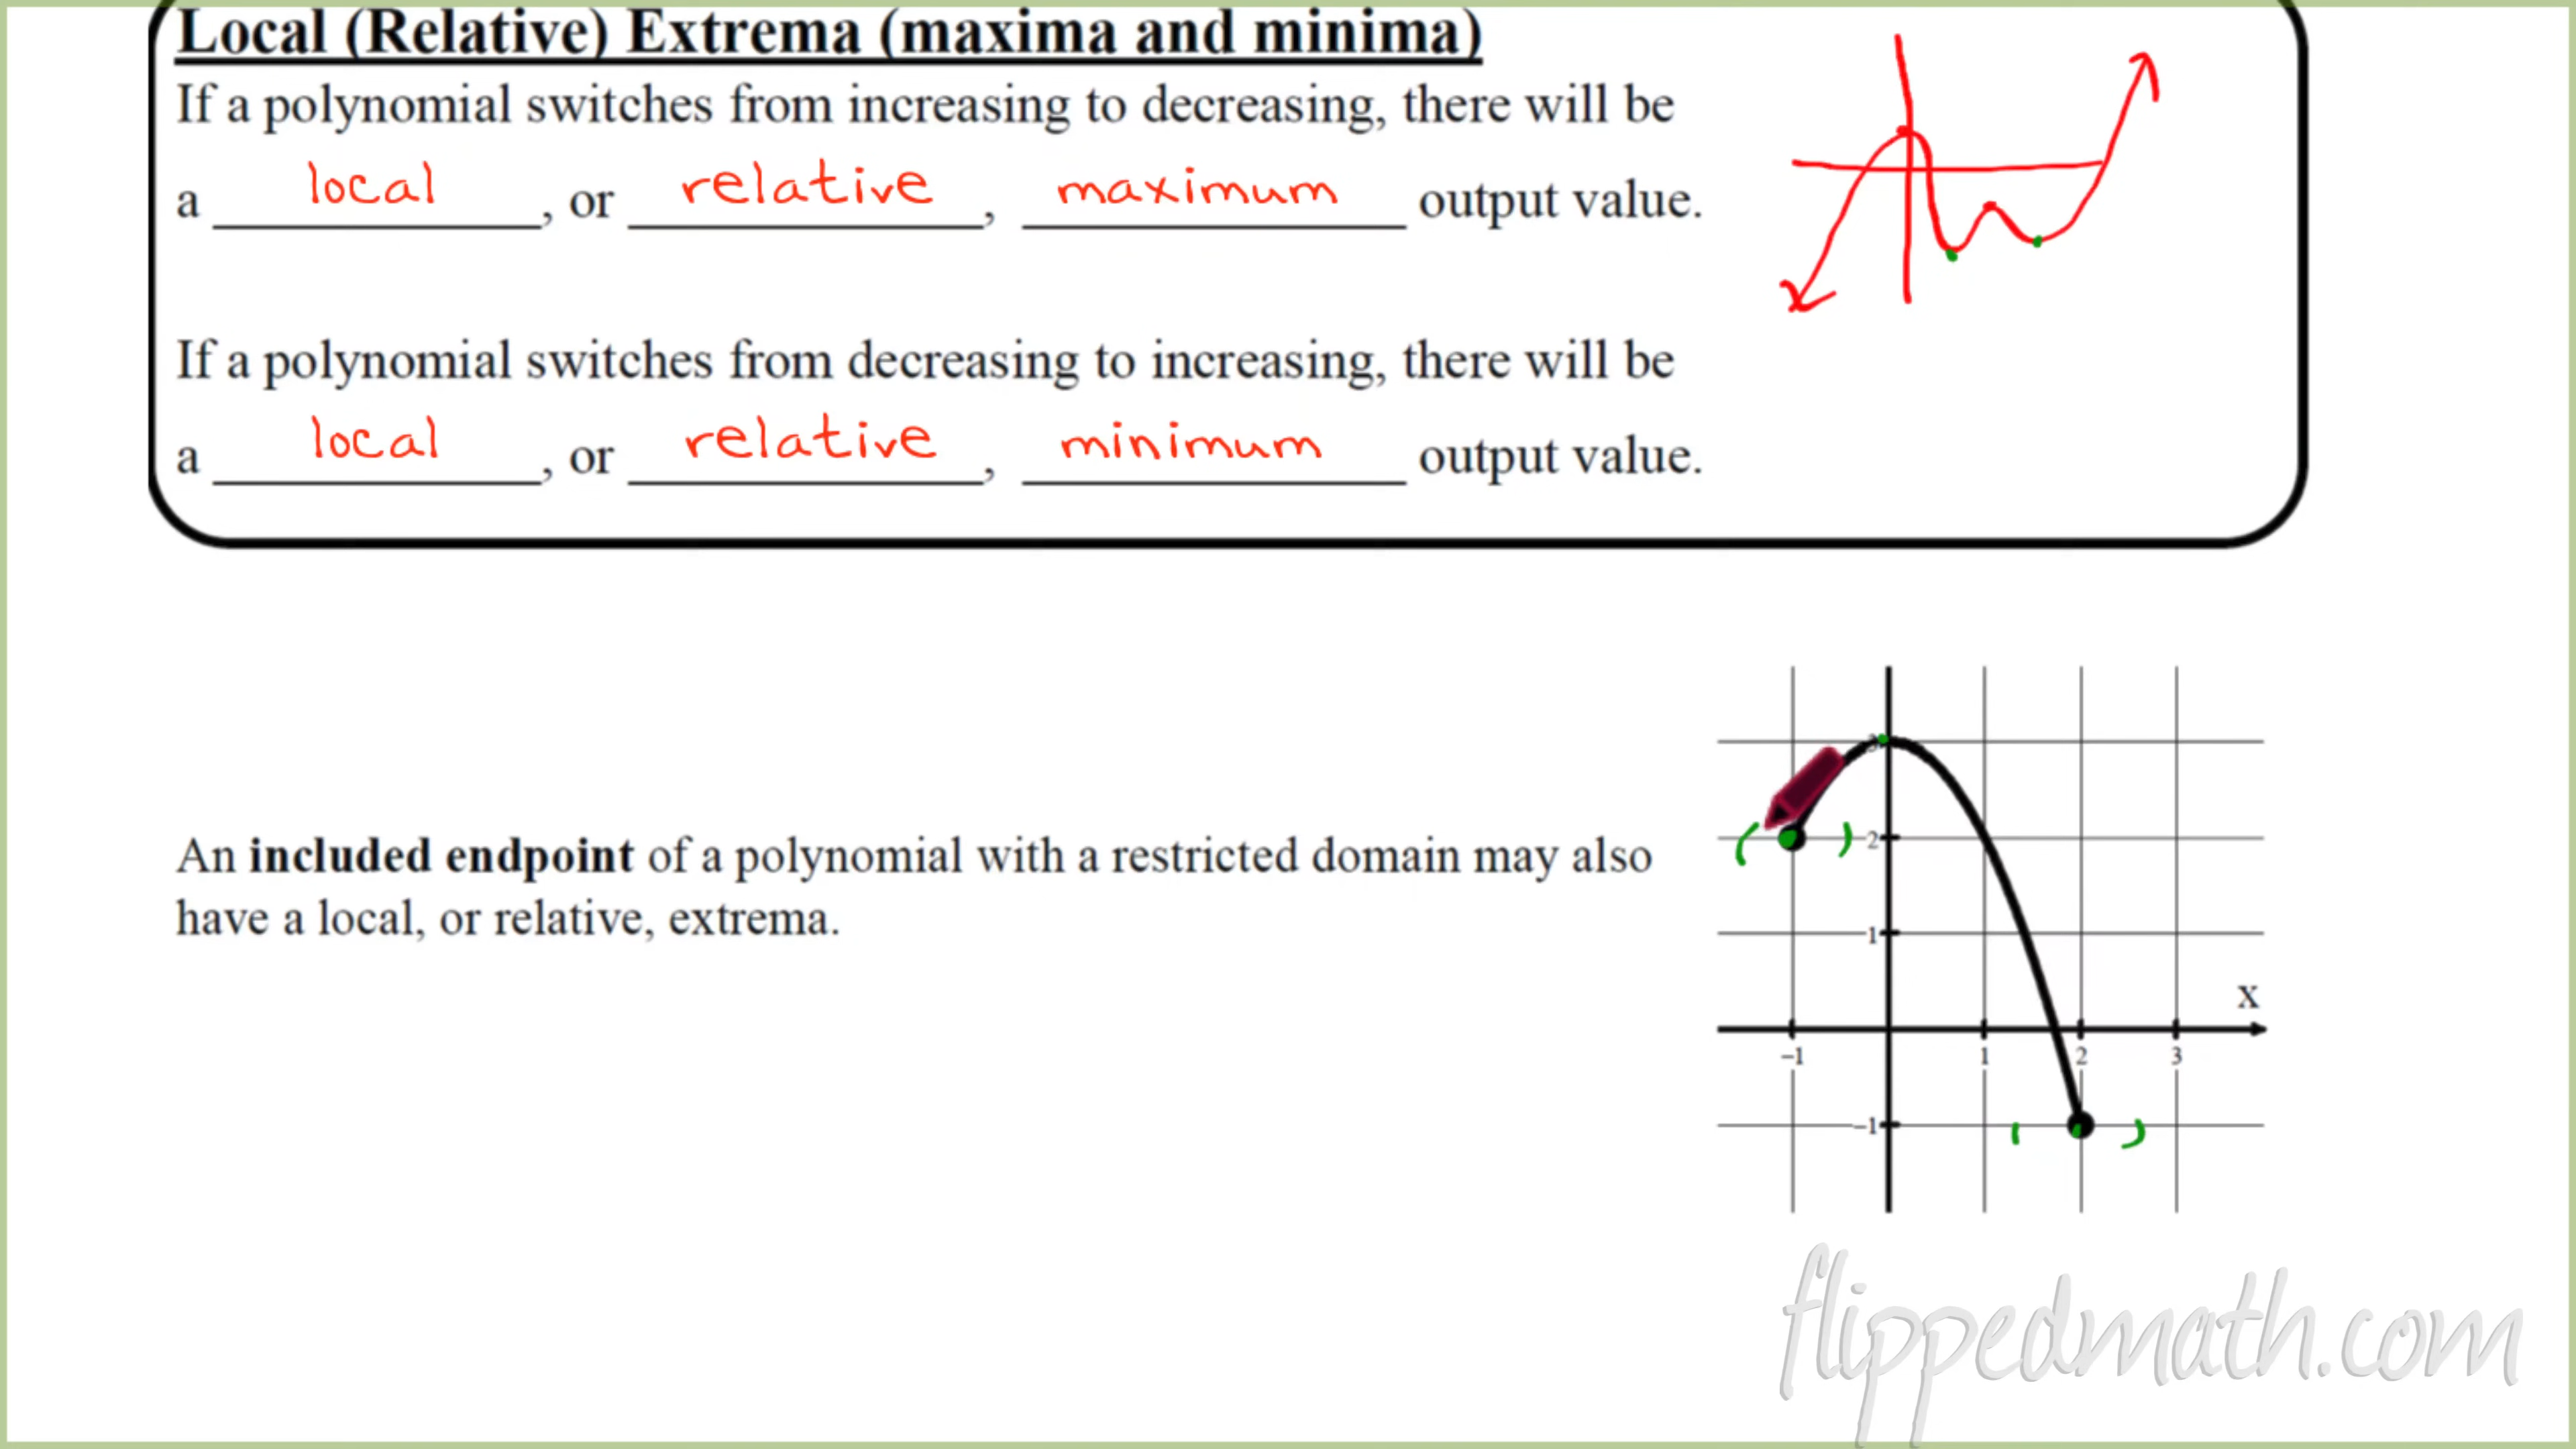 Local (Relative) Extrema (maxima and minima)
If a polynomial switches from increasing to decreasing, there will be
a local, or relative, maximum output value.
If a polynomial switches from decreasing to increasing, there will be
a local, or relative, minimum output value.
An included endpoint of a polynomial with a restricted domain may also
have a local, or relative, extrema.
3
2
1
x
-1 1 2 3
-1
flippedmath.com